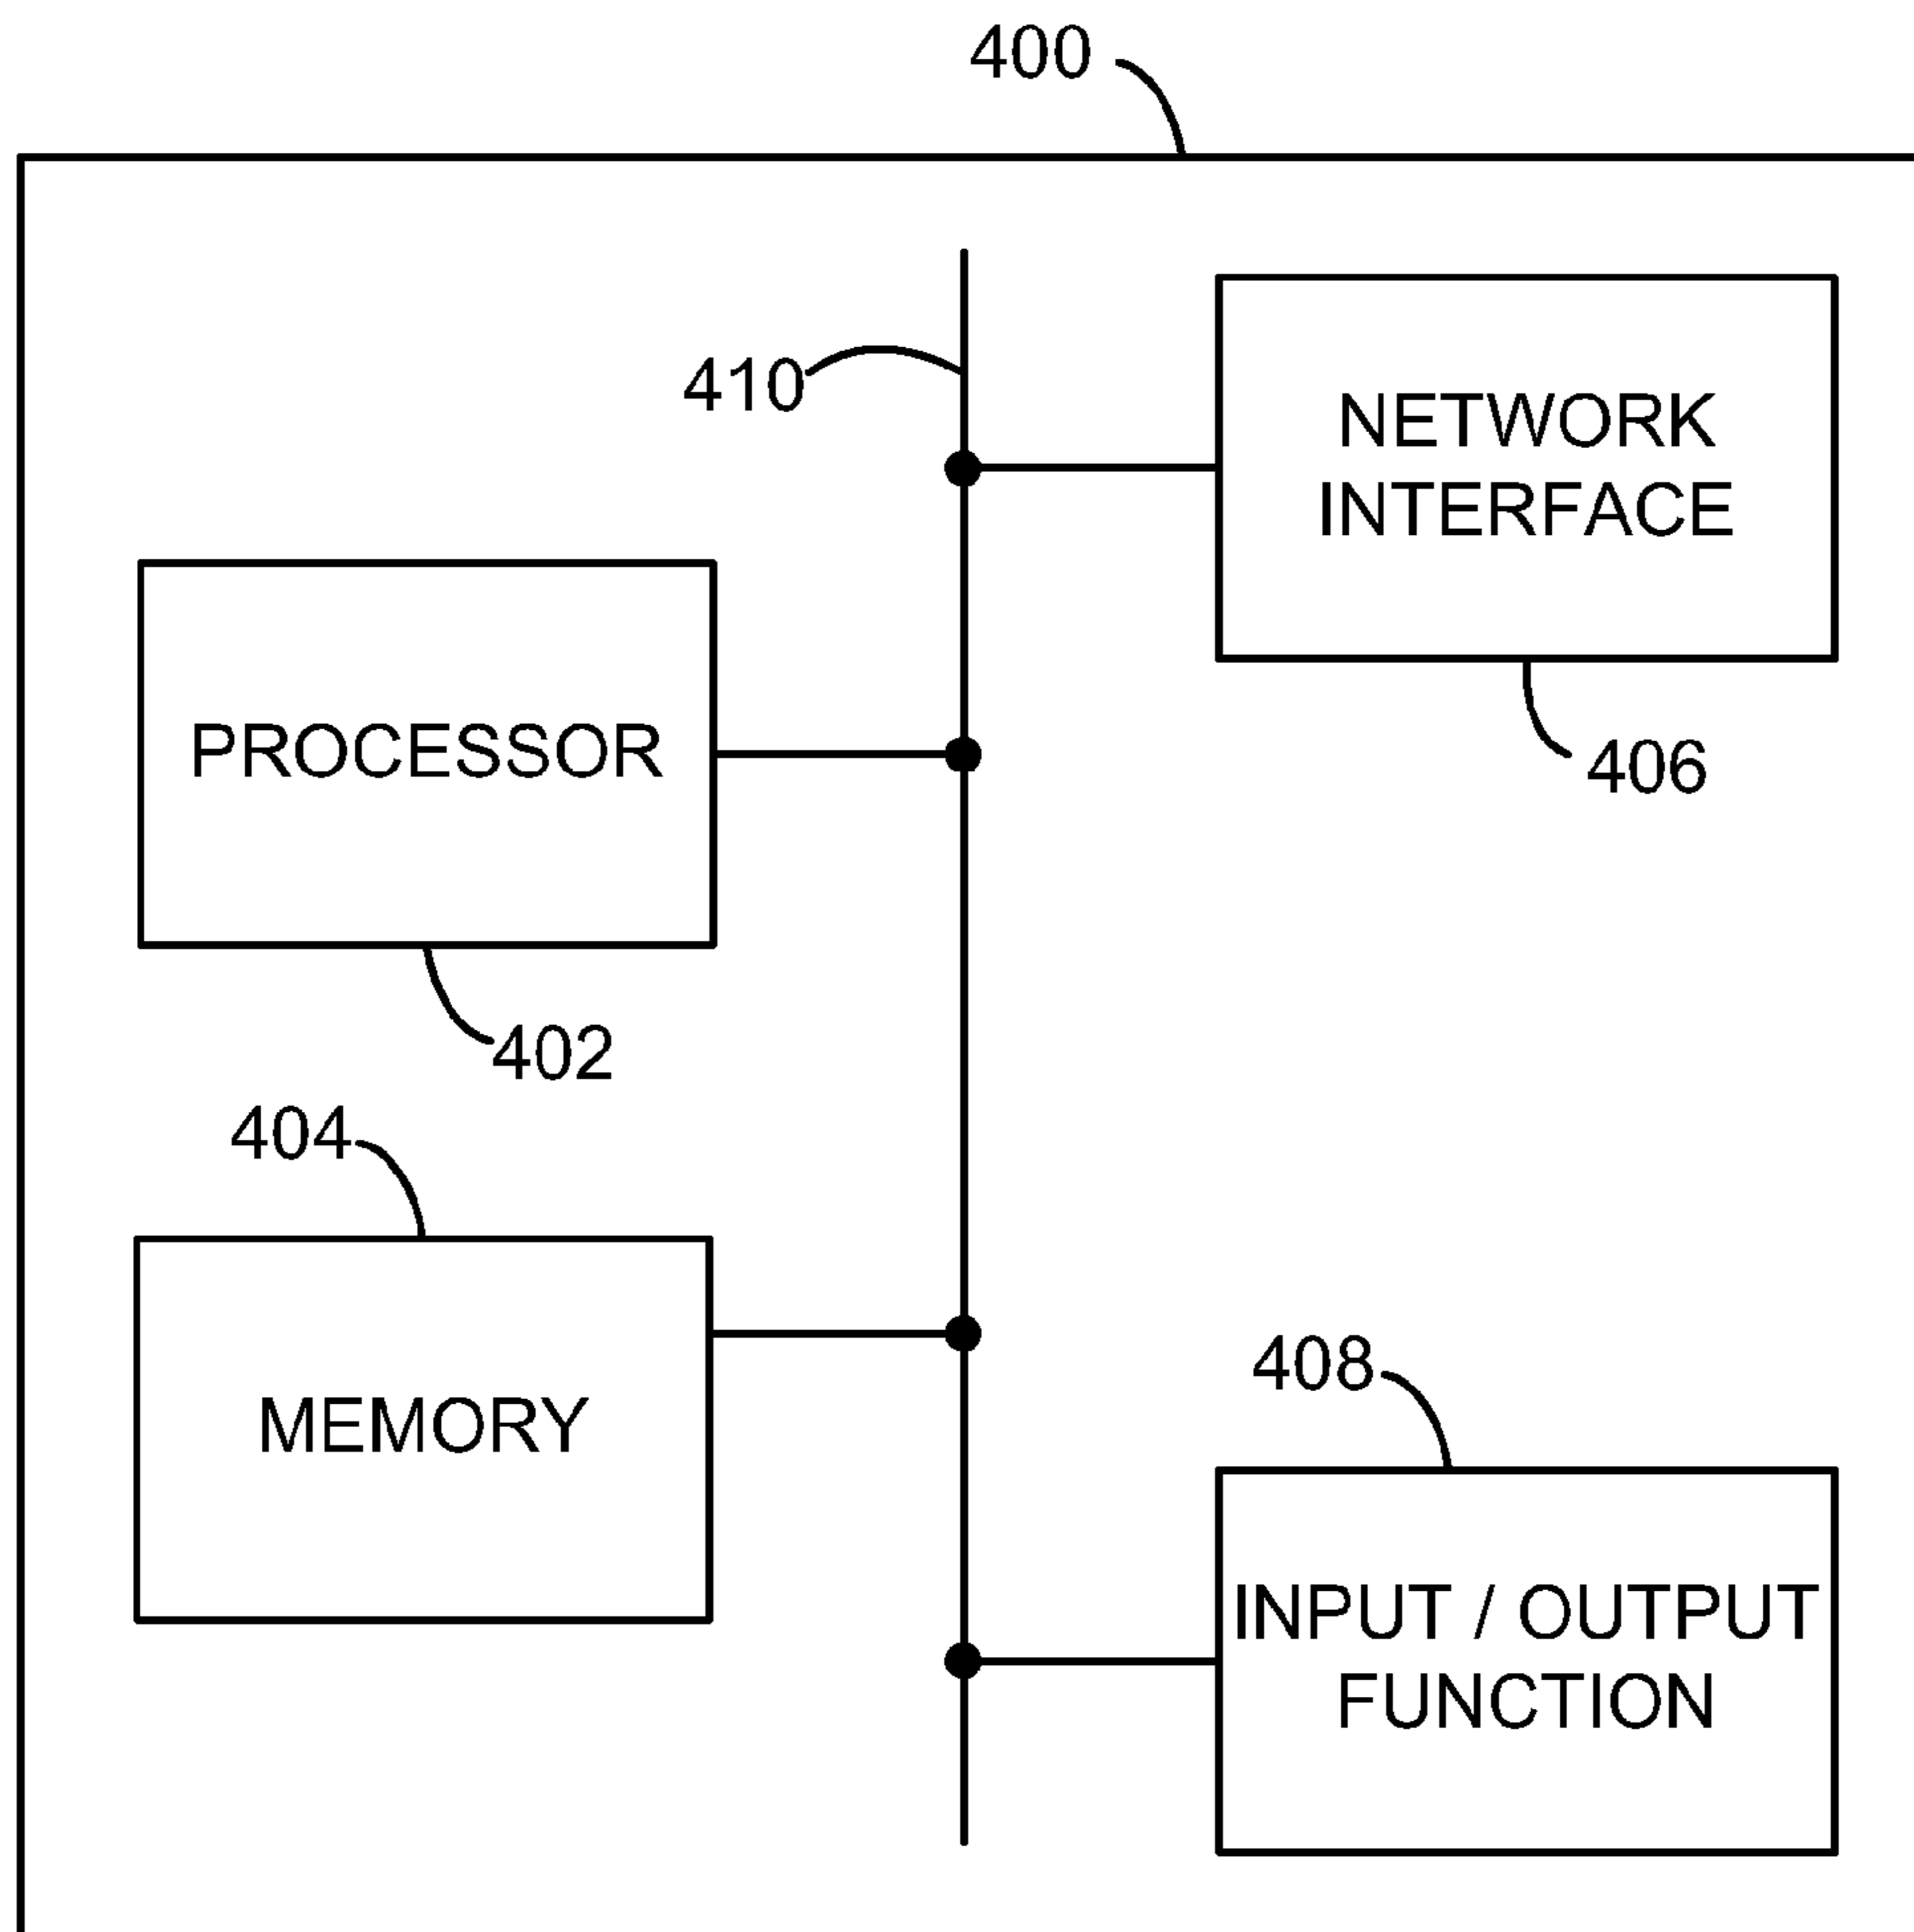 400
410
NETWORK
INTERFACE
406
PROCESSOR
402
404
MEMORY
408
INPUT / OUTPUT
FUNCTION